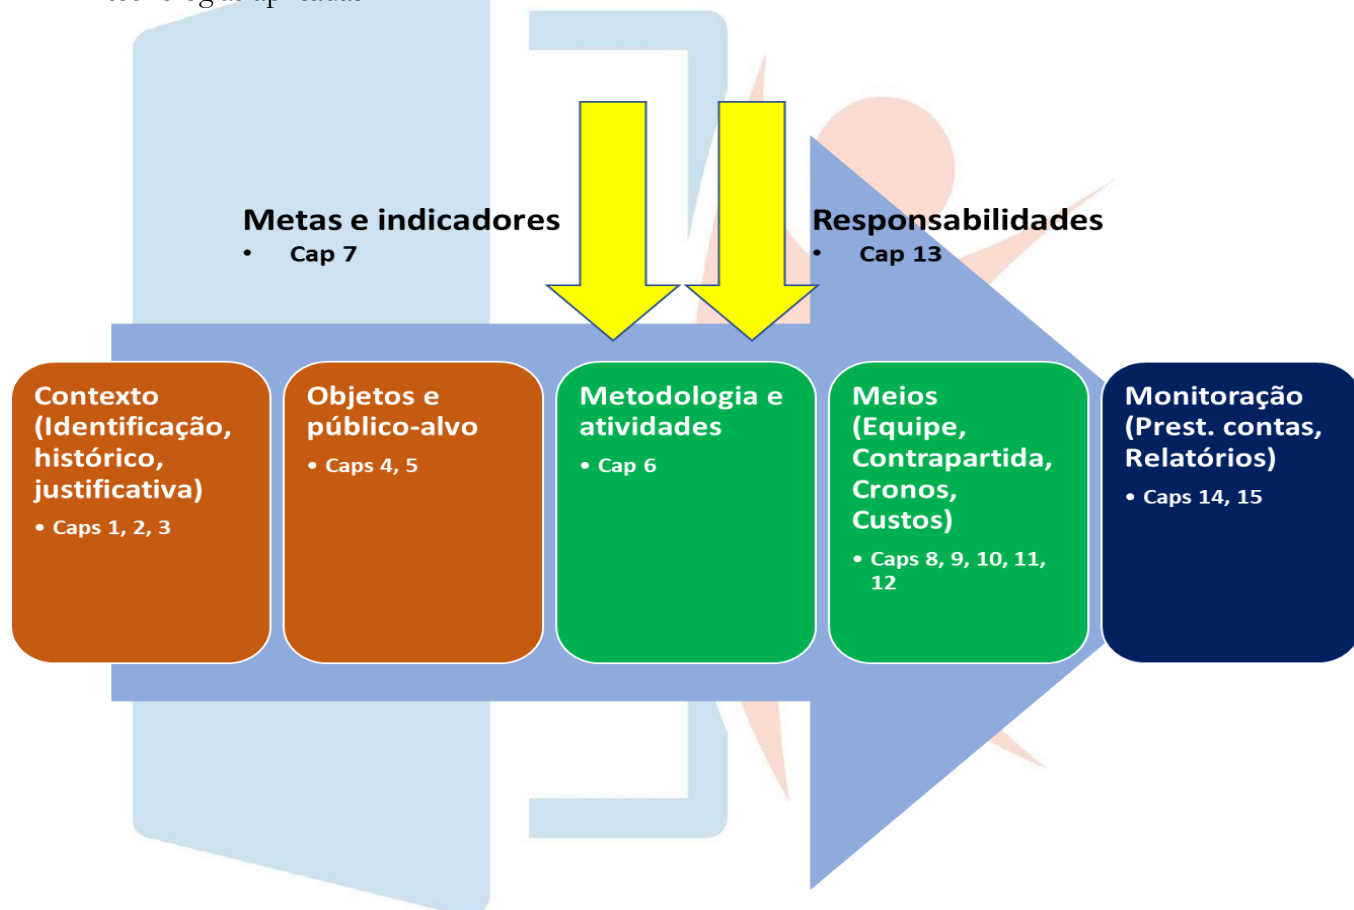 Metas e indicadores
• Cap 7
Responsabilidades
• Cap 13
Contexto
(Identificação,
histórico,
justificativa)
• Caps 1, 2, 3
Objetos e
público-alvo
• Caps 4, 5
Metodologia e
atividades
• Cap 6
Meios
(Equipe,
Contrapartida,
Cronos,
Custos)
• Caps 8, 9, 10, 11,
12
Monitoração
(Prest. contas,
Relatórios)
• Caps 14, 15